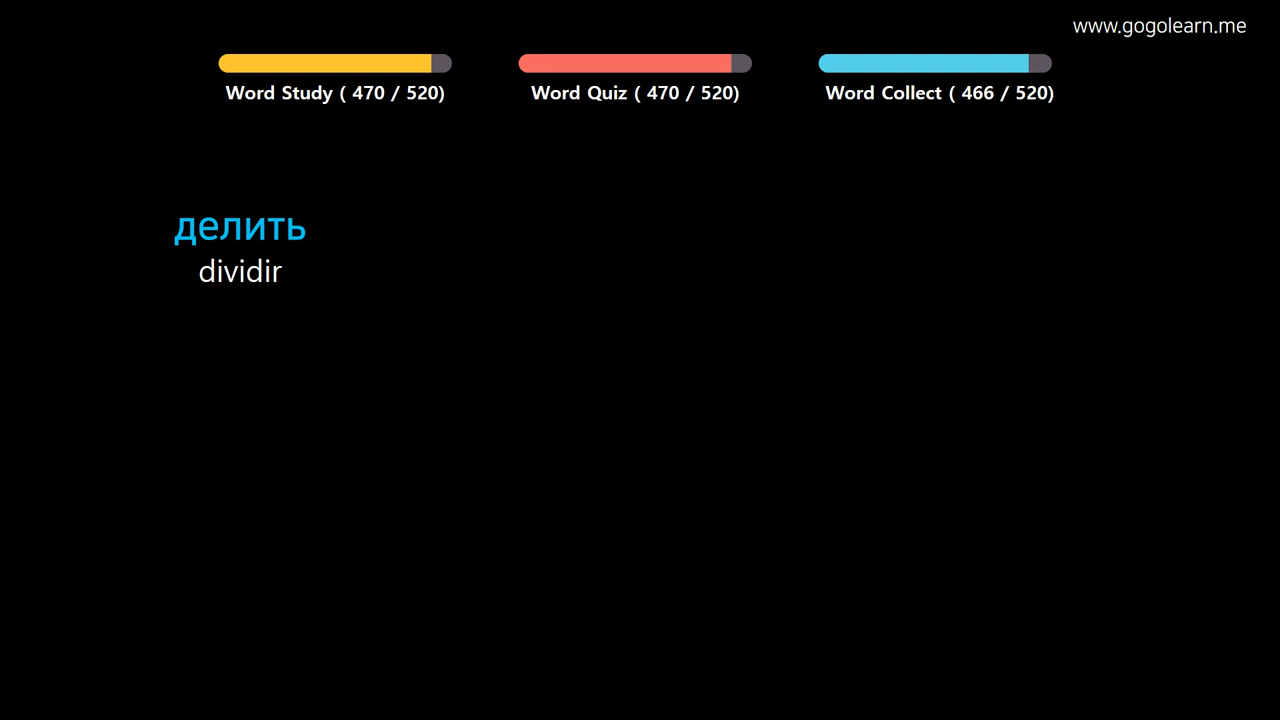 www.gogolearn.me
Word Study ( 470 / 520)
Word Quiz ( 470 / 520)
Word Collect ( 466 / 520)
делить
dividir